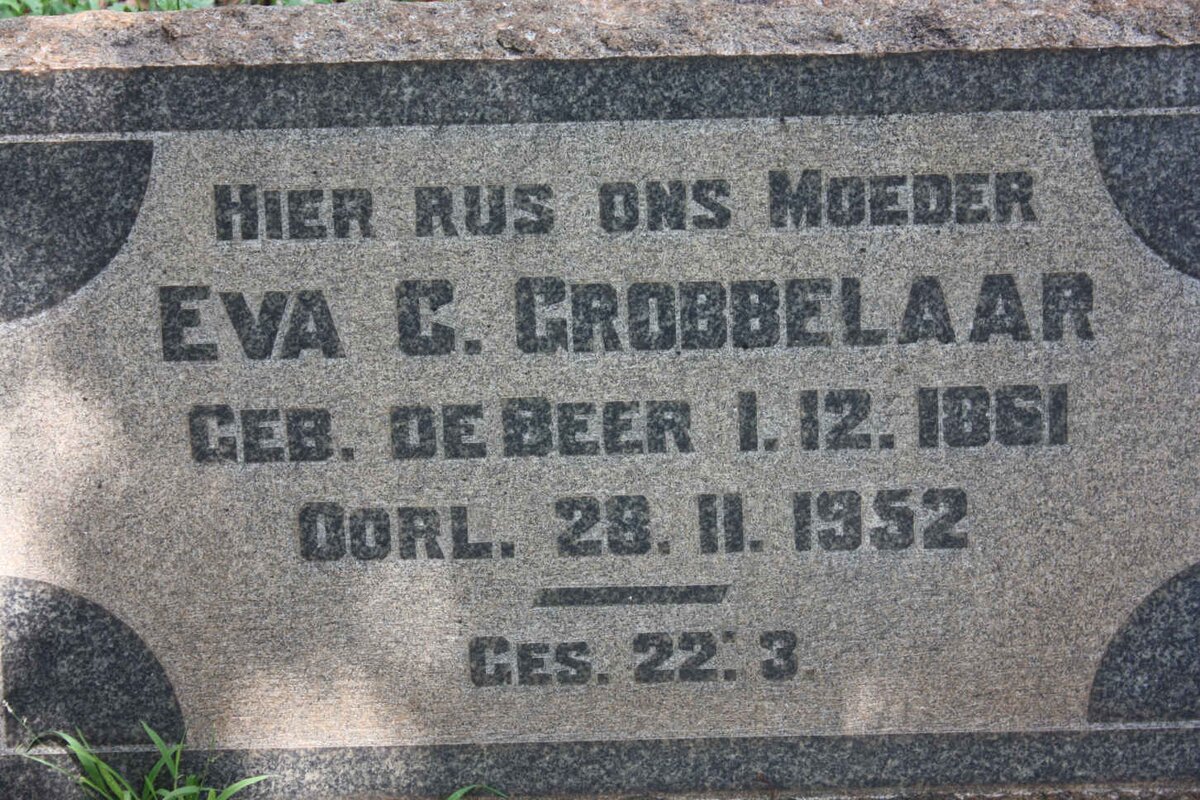 HIER RUS ONS MOEDER
EVA C. GROBBELAAR
GEB. DE BEER 1. 12. 1861
OORL. 28. 11. 1952
GES. 22: 3.